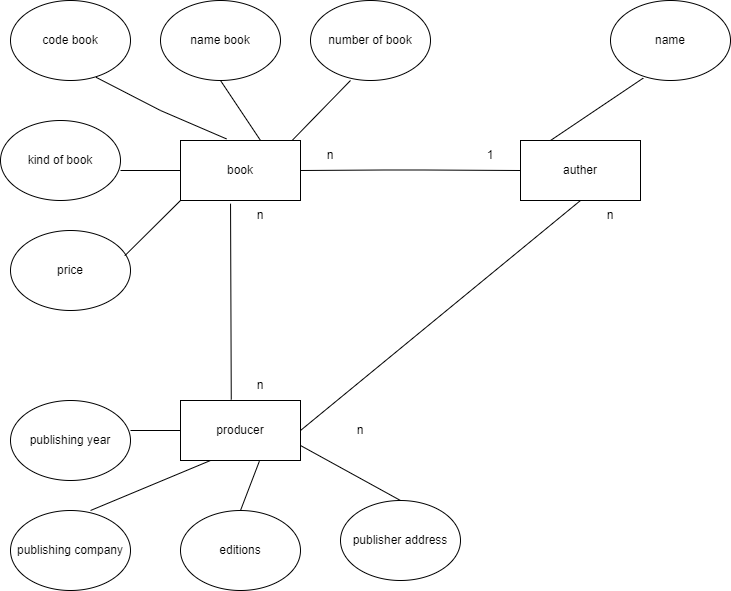 code book
name book
number of book
name
kind of book
book
n
1
auther
n
n
price
n
publishing year
producer
n
publishing company
editions
publisher address